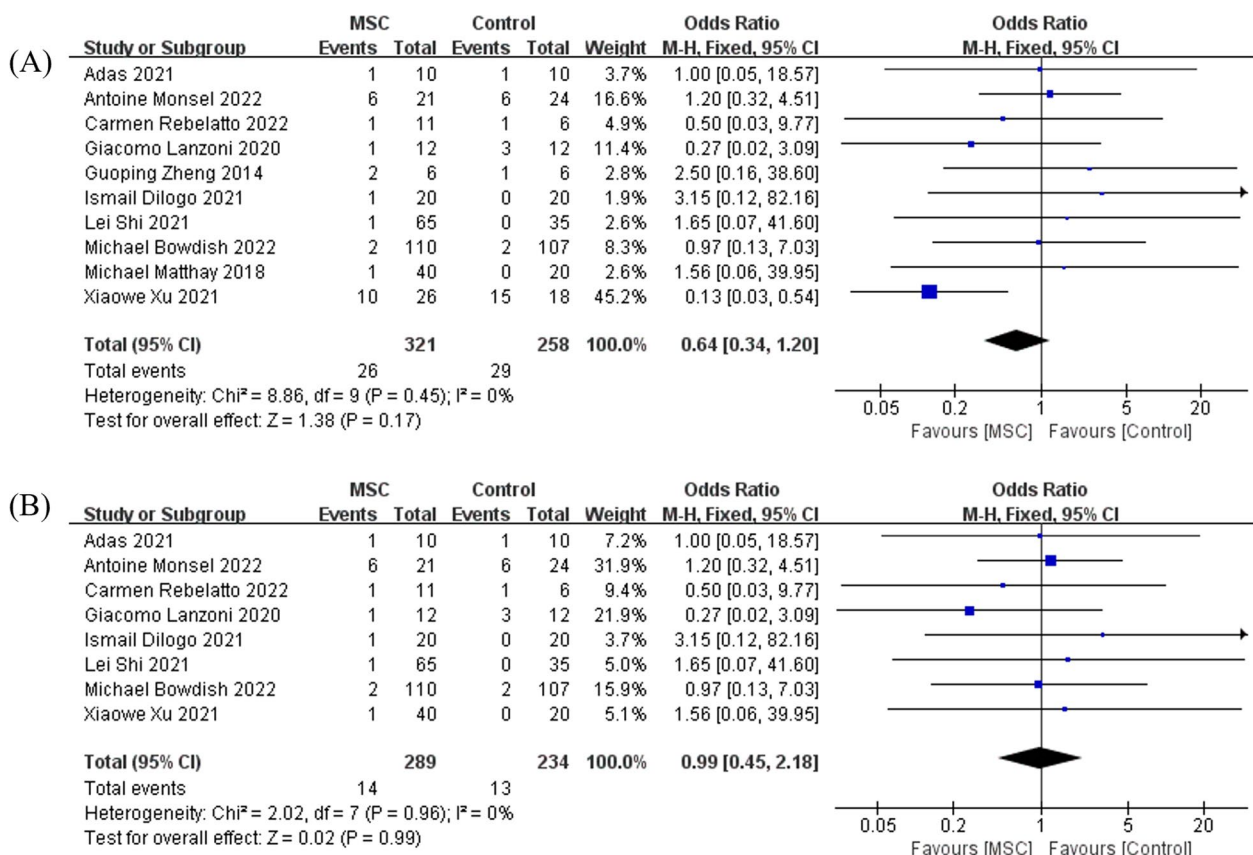 (A)
MSC Control Odds Ratio Odds Ratio
Study or Subgroup Events Total Events Total Weight M-H, Fixed, 95% CI M-H, Fixed, 95% CI
Adas 2021 1 10 1 10 3.7% 1.00 [0.05, 18.57]
Antoine Monsel 2022 6 21 6 24 16.6% 1.20 [0.32, 4.51]
Carmen Rebelatto 2022 1 11 1 6 4.9% 0.50 [0.03, 9.77]
Giacomo Lanzoni 2020 1 12 3 12 11.4% 0.27 [0.02, 3.09]
Guoping Zheng 2014 2 6 1 6 2.8% 2.50 [0.16, 38.60]
Ismail Dilogo 2021 1 20 0 20 1.9% 3.15 [0.12, 82.16]
Lei Shi 2021 1 65 0 35 2.6% 1.65 [0.07, 41.60]
Michael Bowdish 2022 2 110 2 107 8.3% 0.97 [0.13, 7.03]
Michael Matthay 2018 1 40 0 20 2.6% 1.56 [0.06, 39.95]
Xiaowe Xu 2021 10 26 15 18 45.2% 0.13 [0.03, 0.54]
Total (95% CI) 321 258 100.0% 0.64 [0.34, 1.20]
Total events 26 29
Heterogeneity: Chi² = 8.86, df = 9 (P = 0.45); I² = 0%
Test for overall effect: Z = 1.38 (P = 0.17)
0.05 0.2 1 5 20
Favours [MSC] Favours [Control]
(B)
MSC Control Odds Ratio Odds Ratio
Study or Subgroup Events Total Events Total Weight M-H, Fixed, 95% CI M-H, Fixed, 95% CI
Adas 2021 1 10 1 10 7.2% 1.00 [0.05, 18.57]
Antoine Monsel 2022 6 21 6 24 31.9% 1.20 [0.32, 4.51]
Carmen Rebelatto 2022 1 11 1 6 9.4% 0.50 [0.03, 9.77]
Giacomo Lanzoni 2020 1 12 3 12 21.9% 0.27 [0.02, 3.09]
Ismail Dilogo 2021 1 20 0 20 3.7% 3.15 [0.12, 82.16]
Lei Shi 2021 1 65 0 35 5.0% 1.65 [0.07, 41.60]
Michael Bowdish 2022 2 110 2 107 15.9% 0.97 [0.13, 7.03]
Xiaowe Xu 2021 1 40 0 20 5.1% 1.56 [0.06, 39.95]
Total (95% CI) 289 234 100.0% 0.99 [0.45, 2.18]
Total events 14 13
Heterogeneity: Chi² = 2.02, df = 7 (P = 0.96); I² = 0%
Test for overall effect: Z = 0.02 (P = 0.99)
0.05 0.2 1 5 20
Favours [MSC] Favours [Control]